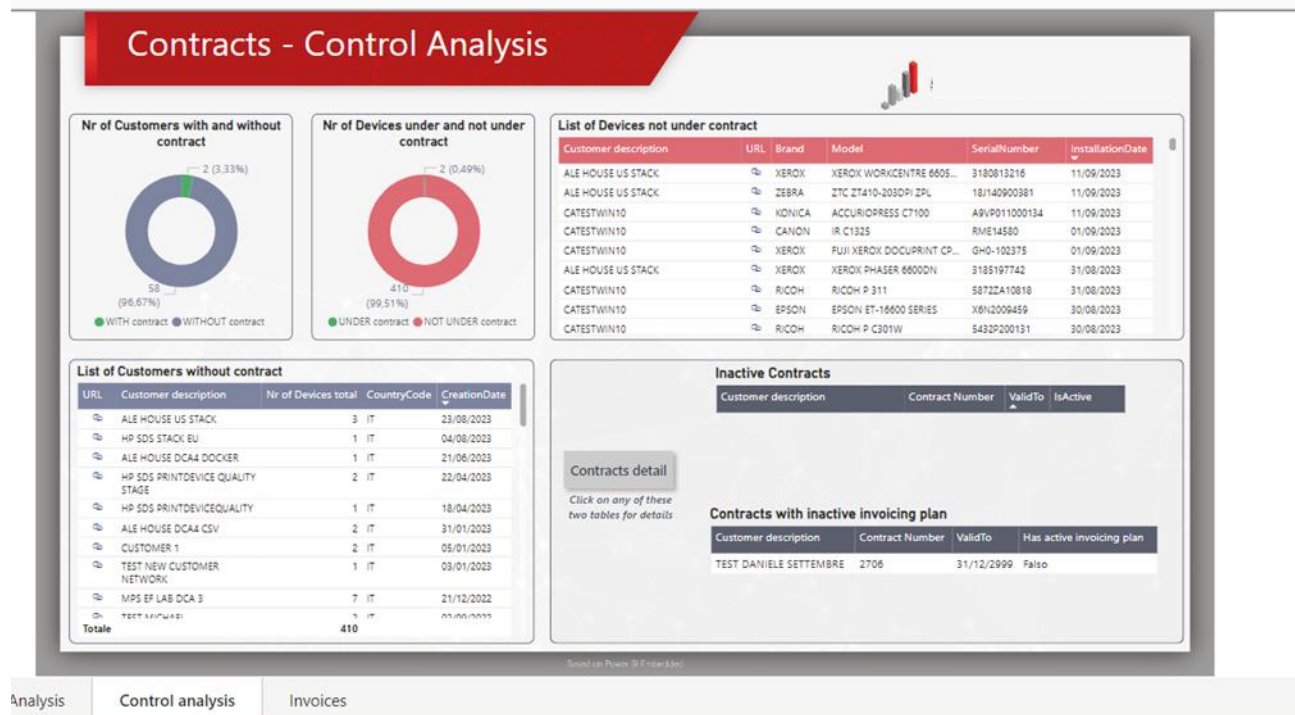 Contracts - Control Analysis
Nr of Customers with and without
contract
2 (3,33%)
58
(96,67%)
WITH contract WITHOUT contract
Nr of Devices under and not under
contract
2 (0,49%)
410
(99,51%)
UNDER contract NOT UNDER contract
List of Devices not under contract
Customer description URL Brand Model SerialNumber InstallationDate
ALE HOUSE US STACK XEROX XEROX WORKCENTRE 6605... 3180813216 11/09/2023
ALE HOUSE US STACK ZEBRA ZTC ZT410-203DPI ZPL 18J140900381 11/09/2023
CATESTWIN10 KONICA ACCURIOPRESS C7100 A9VP011000134 11/09/2023
CATESTWIN10 CANON IR C1325 RME14580 01/09/2023
CATESTWIN10 XEROX FUJI XEROX DOCUPRINT CP... GH0-102375 01/09/2023
ALE HOUSE US STACK XEROX XEROX PHASER 6600DN 3185197742 31/08/2023
CATESTWIN10 RICOH RICOH P 311 5872ZA10818 31/08/2023
CATESTWIN10 EPSON EPSON ET-16600 SERIES X6N2009459 30/08/2023
CATESTWIN10 RICOH RICOH P C301W 5432P200131 30/08/2023
List of Customers without contract
URL Customer description Nr of Devices total CountryCode CreationDate
ALE HOUSE US STACK 3 IT 23/08/2023
HP SDS STACK EU 1 IT 04/08/2023
ALE HOUSE DCA4 DOCKER 1 IT 21/06/2023
HP SDS PRINTDEVICE QUALITY 2 IT 22/04/2023
STAGE
HP SDS PRINTDEVICEQUALITY 1 IT 18/04/2023
ALE HOUSE DCA4 CSV 2 IT 31/01/2023
CUSTOMER 1 2 IT 05/01/2023
TEST NEW CUSTOMER 1 IT 03/01/2023
NETWORK
MPS EF LAB DCA 3 7 IT 21/12/2022
TEST MICHAEL 2 IT 02/09/2022
Totale 410
Contracts detail
Click on any of these
two tables for details
Inactive Contracts
Customer description Contract Number ValidTo IsActive
Contracts with inactive invoicing plan
Customer description Contract Number ValidTo Has active invoicing plan
TEST DANIELE SETTEMBRE 2706 31/12/2999 Falso
Based on Power BI Embedded
Analysis Control analysis Invoices